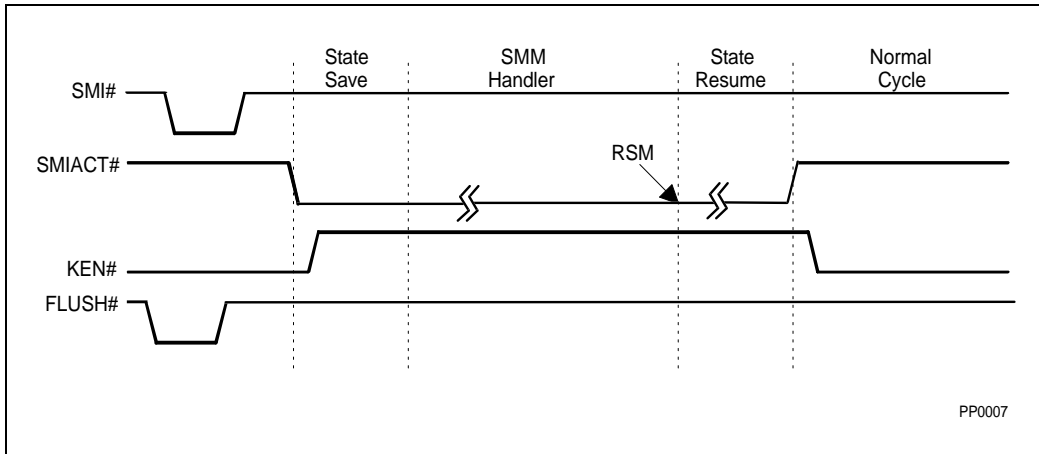 State
Save
SMM
Handler
State
Resume
Normal
Cycle
SMI#
SMIACT#
RSM
KEN#
FLUSH#
PP0007